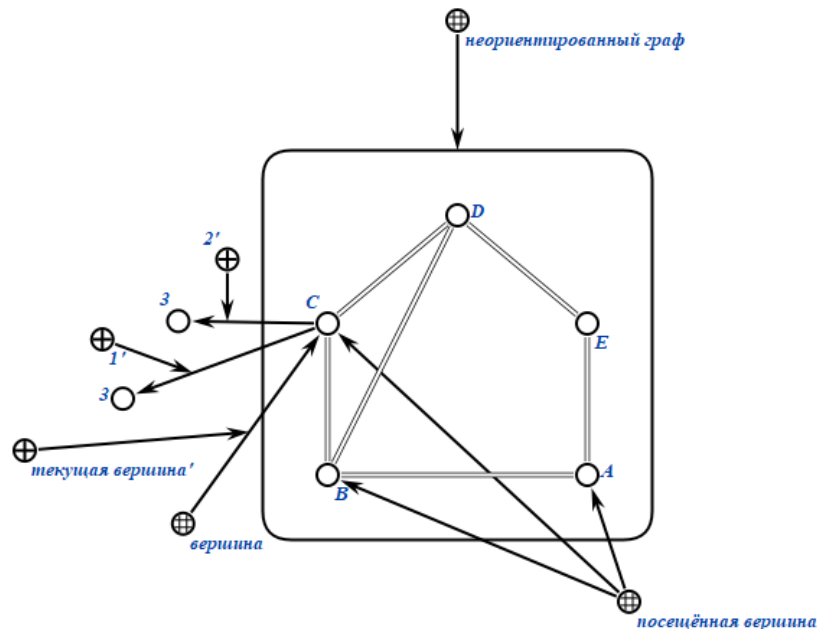 неориентированный граф
D
2'
3
C
1'
E
3
текущая вершина'
B
A
вершина
посещённая вершина